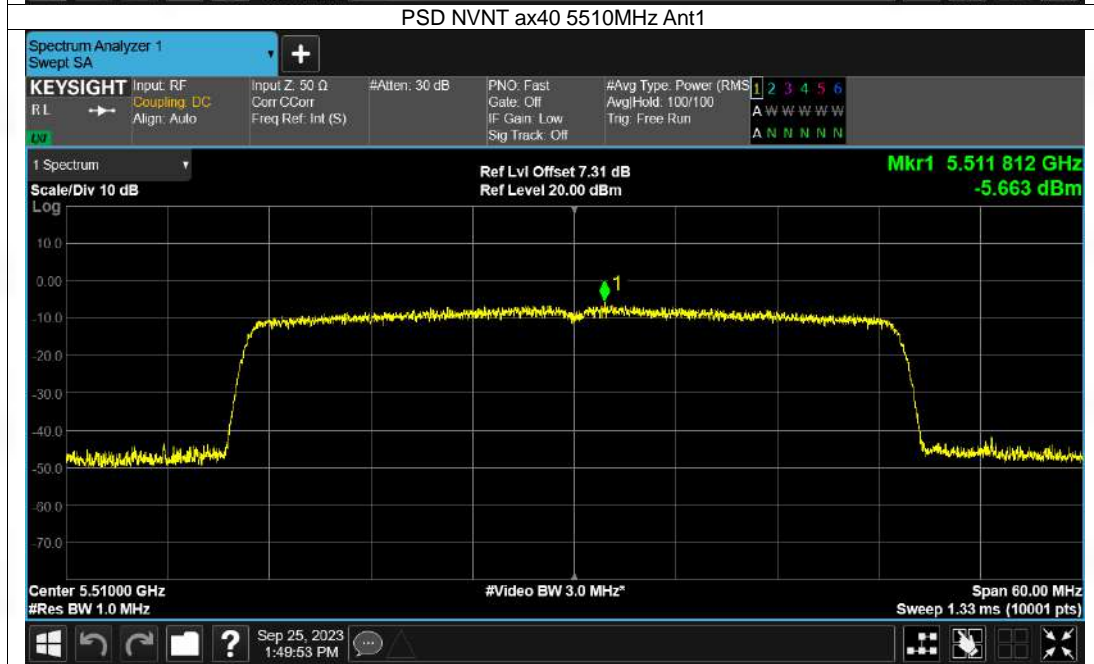 PSD NVNT ax40 5510MHz Ant1
Spectrum Analyzer 1
Swept SA
+
KEYSIGHT
R L
LXI
Input: RF
Coupling: DC
Align: Auto
Input Z: 50 Ω
Corr CCorr
Freq Ref: Int (S)
#Atten: 30 dB
PNO: Fast
Gate: Off
IF Gain: Low
Sig Track: Off
#Avg Type: Power (RMS
Avg|Hold: 100/100
Trig: Free Run
1 2 3 4 5 6
A W W W W W
A N N N N N
1 Spectrum
Scale/Div 10 dB
Log
Ref Lvl Offset 7.31 dB
Ref Level 20.00 dBm
Mkr1 5.511 812 GHz
-5.663 dBm
10.0
0.00
-10.0
-20.0
-30.0
-40.0
-50.0
-60.0
-70.0
1
Center 5.51000 GHz
#Res BW 1.0 MHz
#Video BW 3.0 MHz*
Span 60.00 MHz
Sweep 1.33 ms (10001 pts)
?
Sep 25, 2023
1:49:53 PM